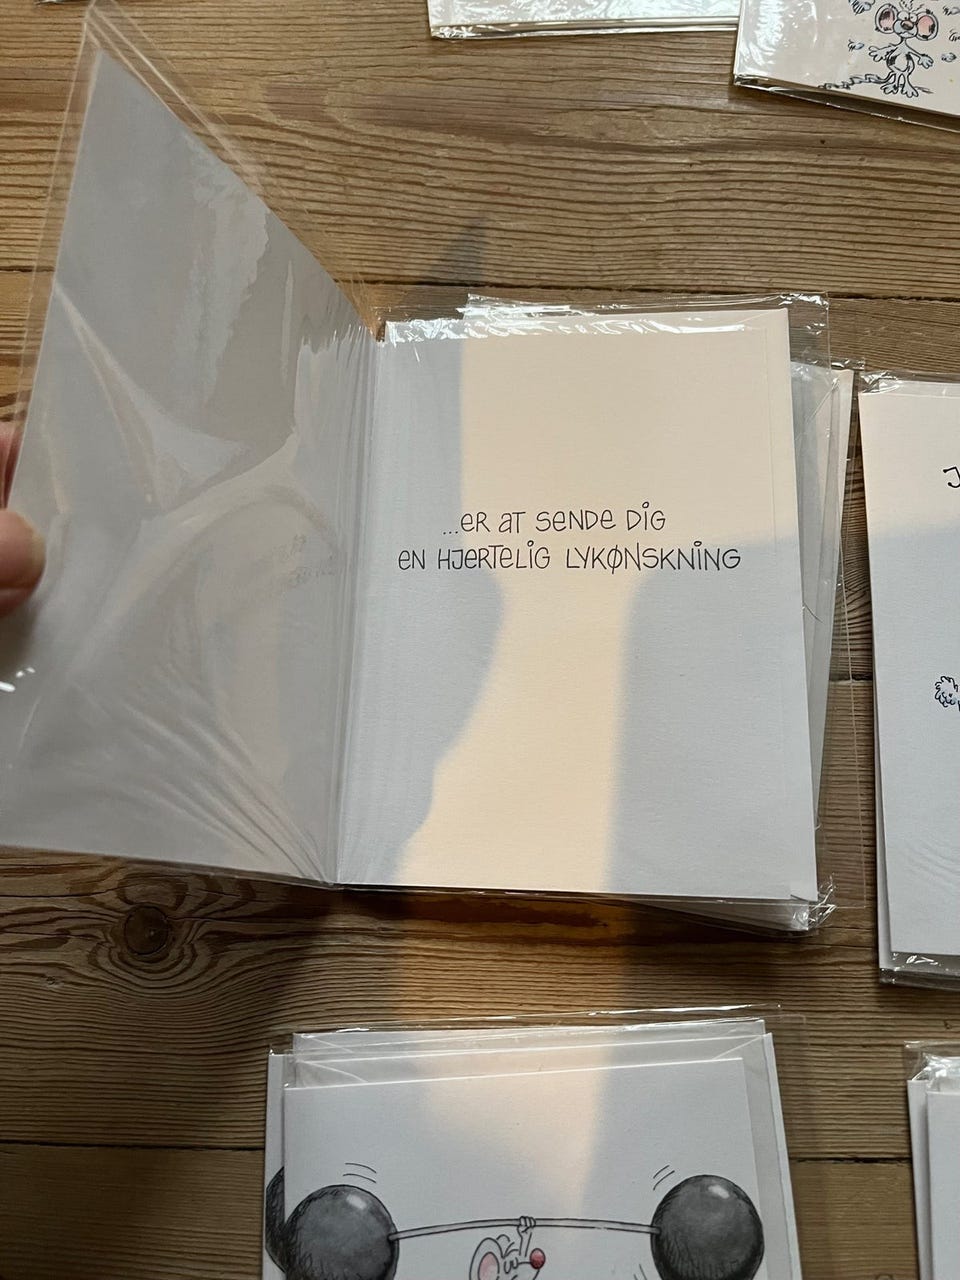 ...ER AT SENDE DIG
EN HJERTELIG LYKØNSKNING